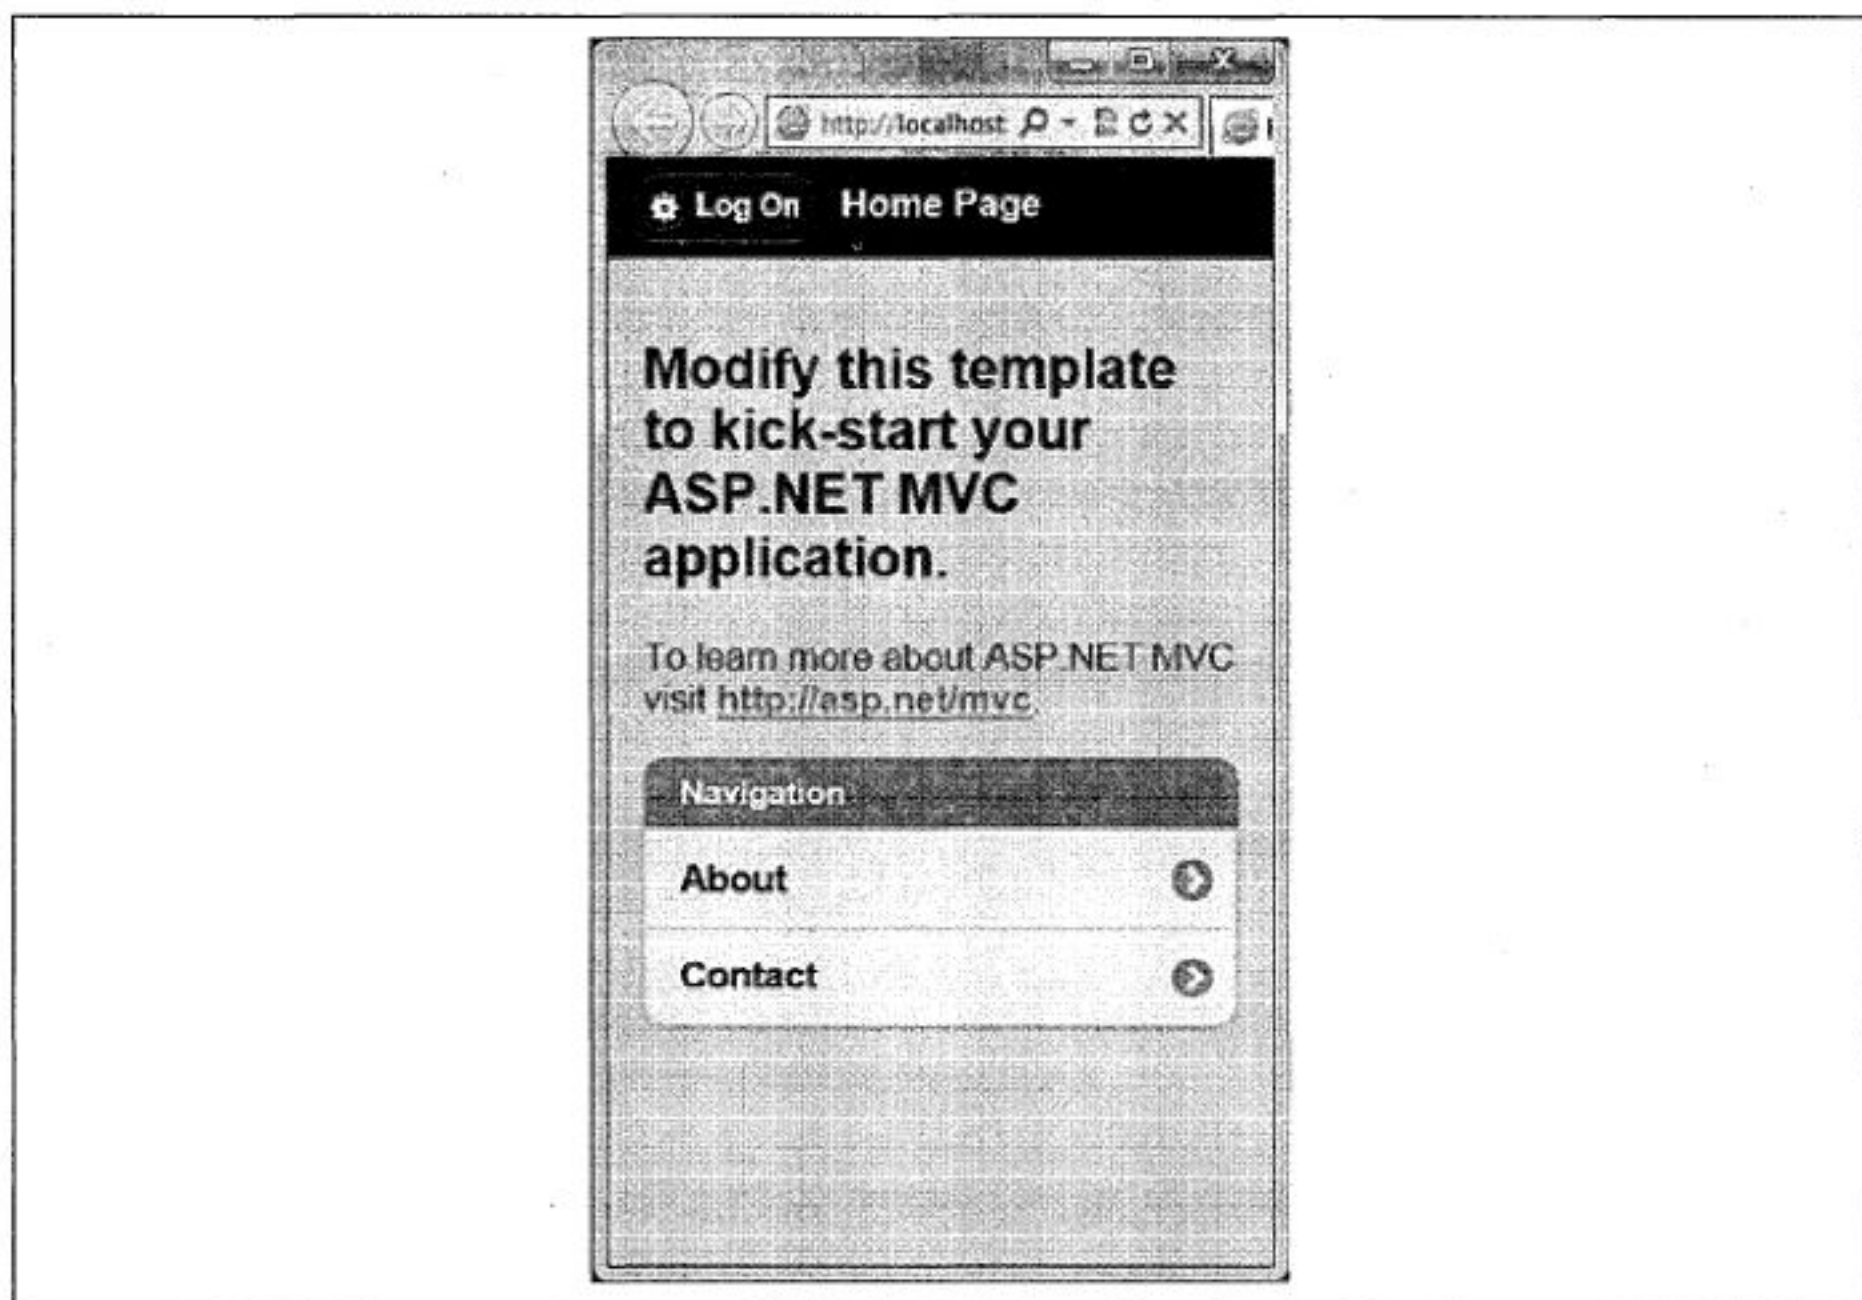 http://localhost
Log On Home Page
Modify this template
to kick-start your
ASP.NET MVC
application.
To learn more about ASP.NET MVC
visit http://asp.net/mvc.
Navigation
About
Contact